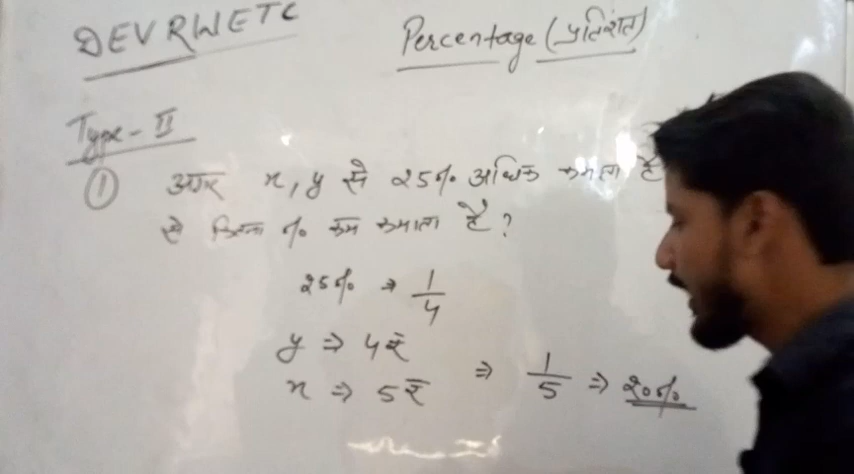 DEVRWETC
Percentage (प्रतिशत)
Type - II
① अगर x, y से 25% अधिक कमता है
से कितना % कम कमाता है ?
25% → 1/4
y ⇒ 4₹
x ⇒ 5₹ ⇒ 1/5 ⇒ 20%